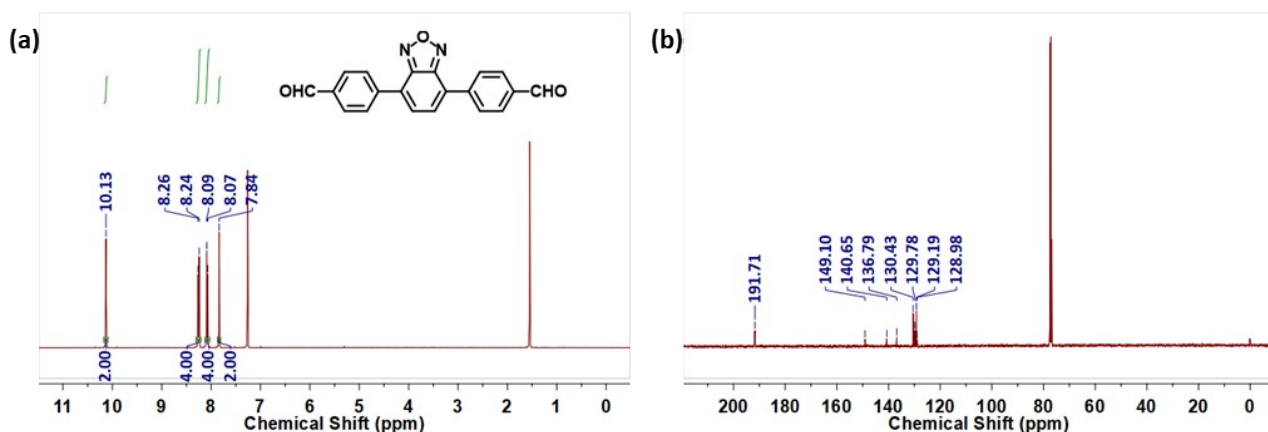 (a)
N
O
N
OHC
CHO
10.13
8.26
8.24
8.09
8.07
7.84
2.00
4.00
4.00
2.00
11 10 9 8 7 6 5 4 3 2 1 0
Chemical Shift (ppm)
(b)
191.71
149.10
140.65
136.79
130.43
129.78
129.19
128.98
200 180 160 140 120 100 80 60 40 20 0
Chemical Shift (ppm)